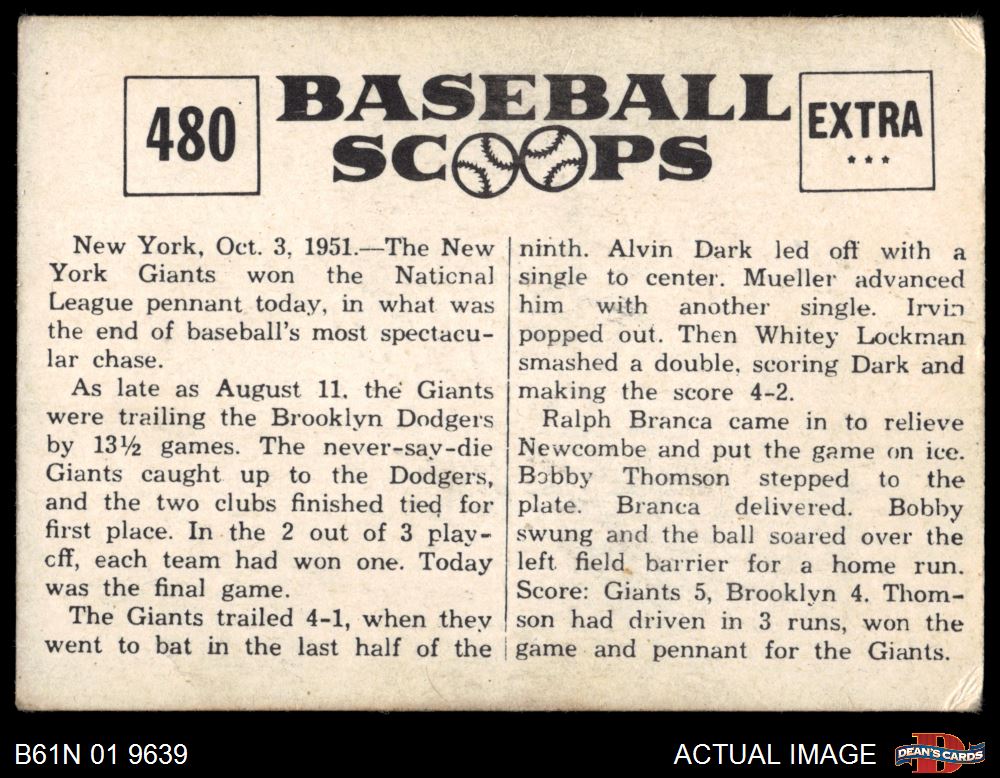 480
BASEBALL
SCOOPS
EXTRA
***
New York, Oct. 3, 1951.—The New
York Giants won the National
League pennant today, in what was
the end of baseball's most spectacu-
lar chase.
As late as August 11, the Giants
were trailing the Brooklyn Dodgers
by 13½ games. The never-say-die
Giants caught up to the Dodgers,
and the two clubs finished tied for
first place. In the 2 out of 3 play-
off, each team had won one. Today
was the final game.
The Giants trailed 4-1, when they
went to bat in the last half of the
ninth. Alvin Dark led off with a
single to center. Mueller advanced
him with another single. Irvin
popped out. Then Whitey Lockman
smashed a double, scoring Dark and
making the score 4-2.
Ralph Branca came in to relieve
Newcombe and put the game on ice.
Bobby Thomson stepped to the
plate. Branca delivered. Bobby
swung and the ball soared over the
left field barrier for a home run.
Score: Giants 5, Brooklyn 4. Thom-
son had driven in 3 runs, won the
game and pennant for the Giants.
B61N 01 9639
ACTUAL IMAGE
DEAN'S CARDS